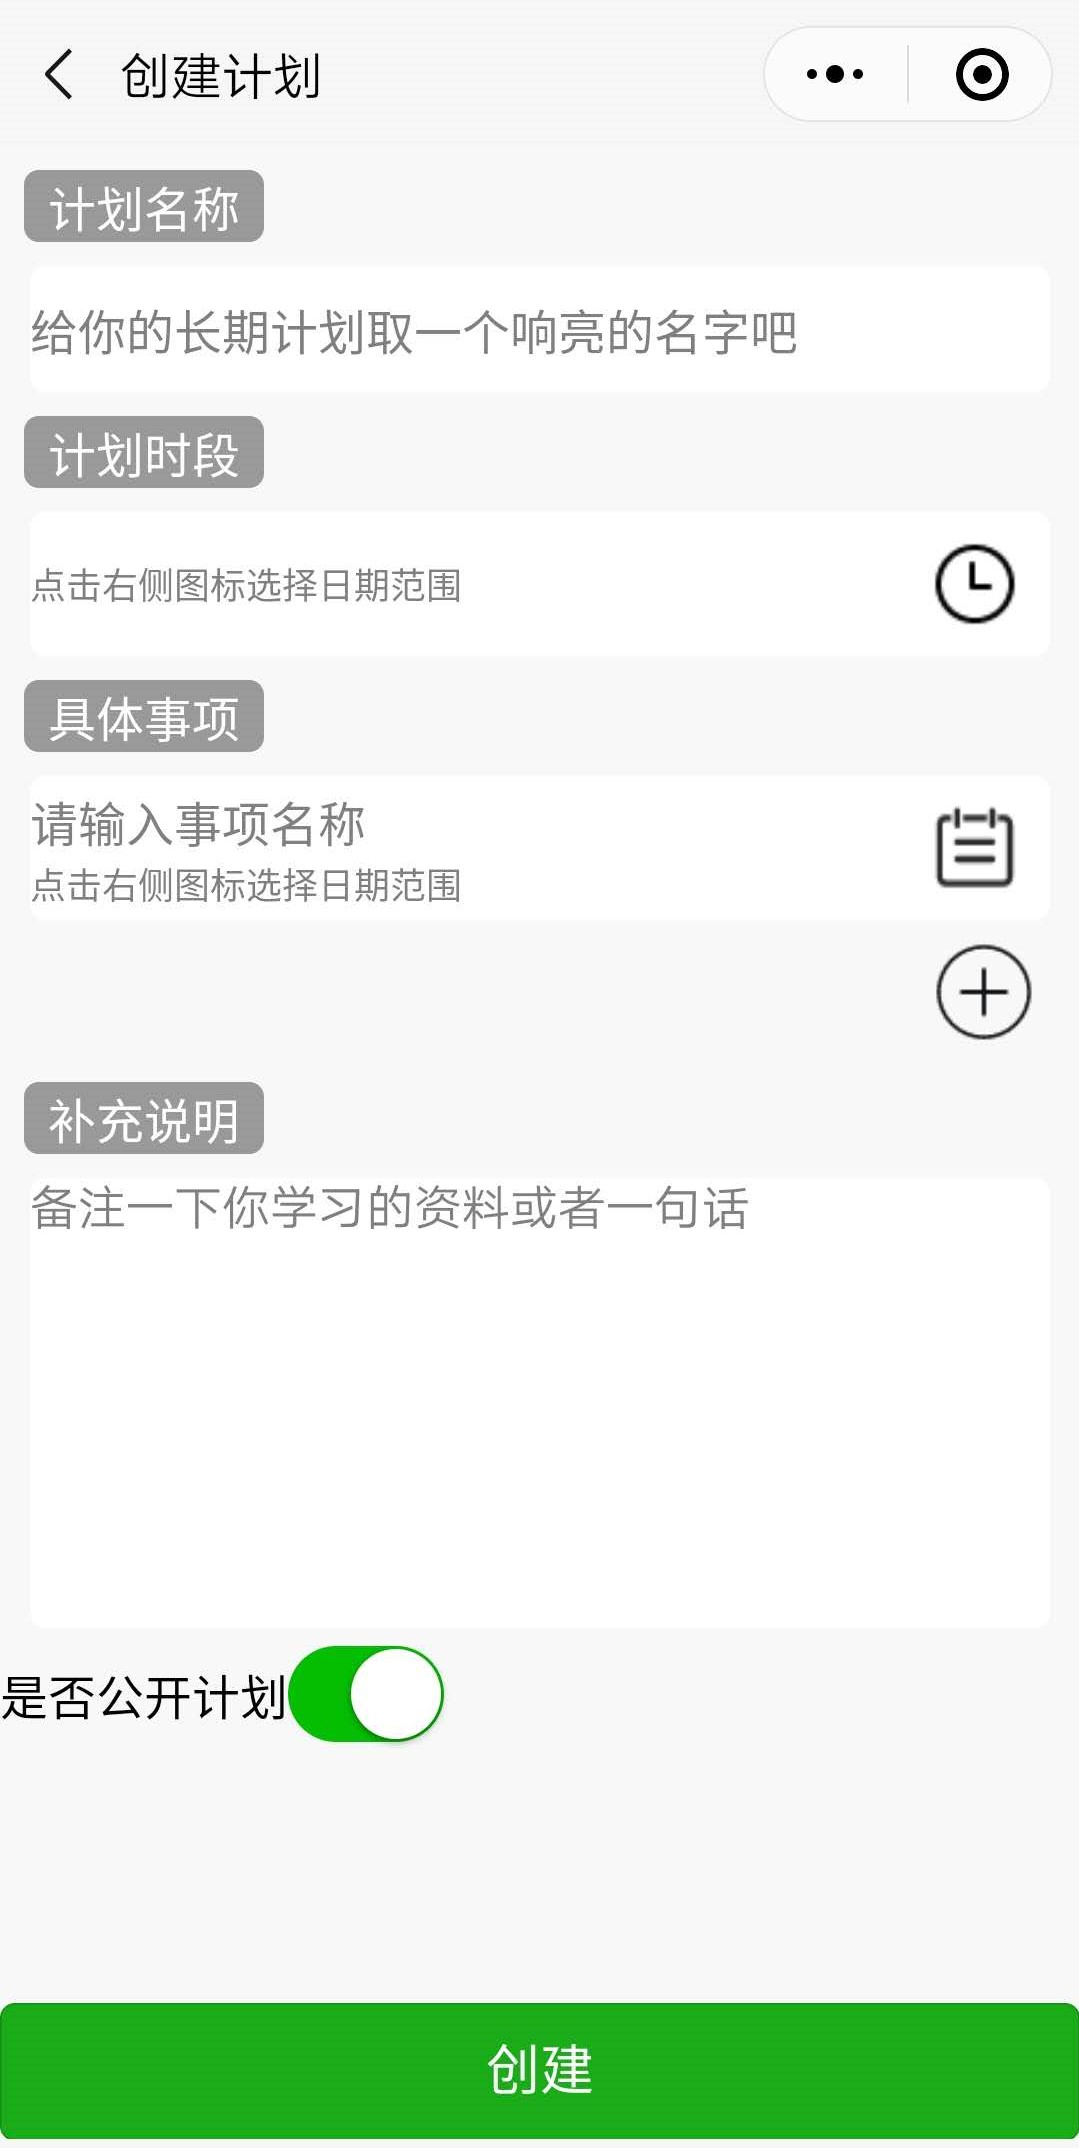 创建计划
计划名称
给你的长期计划取一个响亮的名字吧
计划时段
点击右侧图标选择日期范围
具体事项
请输入事项名称
点击右侧图标选择日期范围
补充说明
备注一下你学习的资料或者一句话
是否公开计划
创建